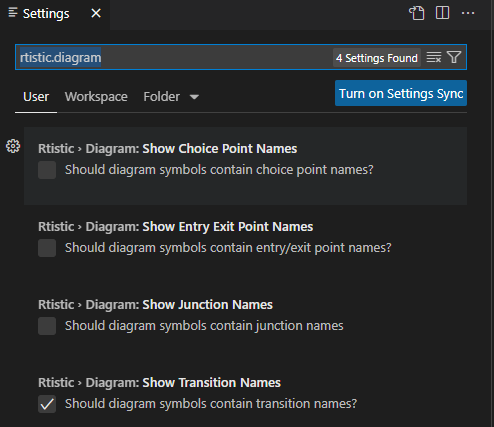 Settings
rtistic.diagram
4 Settings Found
User Workspace Folder
Turn on Settings Sync
Rtistic › Diagram: Show Choice Point Names
Should diagram symbols contain choice point names?
Rtistic › Diagram: Show Entry Exit Point Names
Should diagram symbols contain entry/exit point names?
Rtistic › Diagram: Show Junction Names
Should diagram symbols contain junction names
Rtistic › Diagram: Show Transition Names
Should diagram symbols contain transition names?